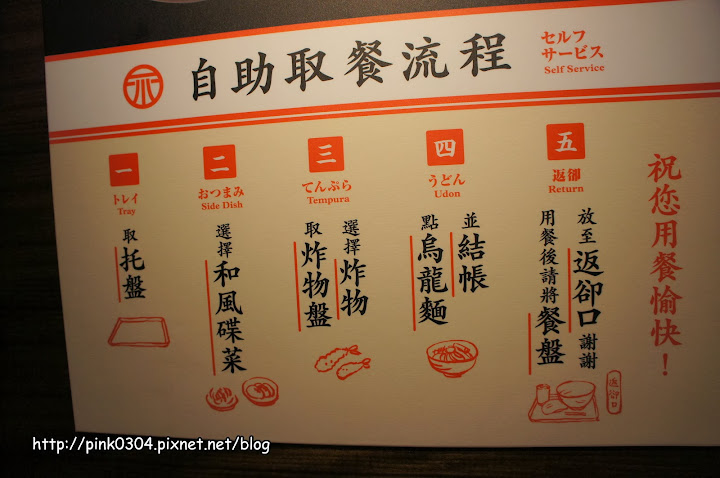 自助取餐流程
セルフ
サービス
Self Service
一
トレイ
Tray
取托盤
二
おつまみ
Side Dish
選擇和風碟菜
三
てんぷら
Tempura
選擇炸物
取炸物盤
四
うどん
Udon
點烏龍麵
並結帳
五
返卻
Return
用餐後請將餐盤
放至返卻口 謝謝
返卻口
祝您用餐愉快！
http://pink0304.pixnet.net/blog